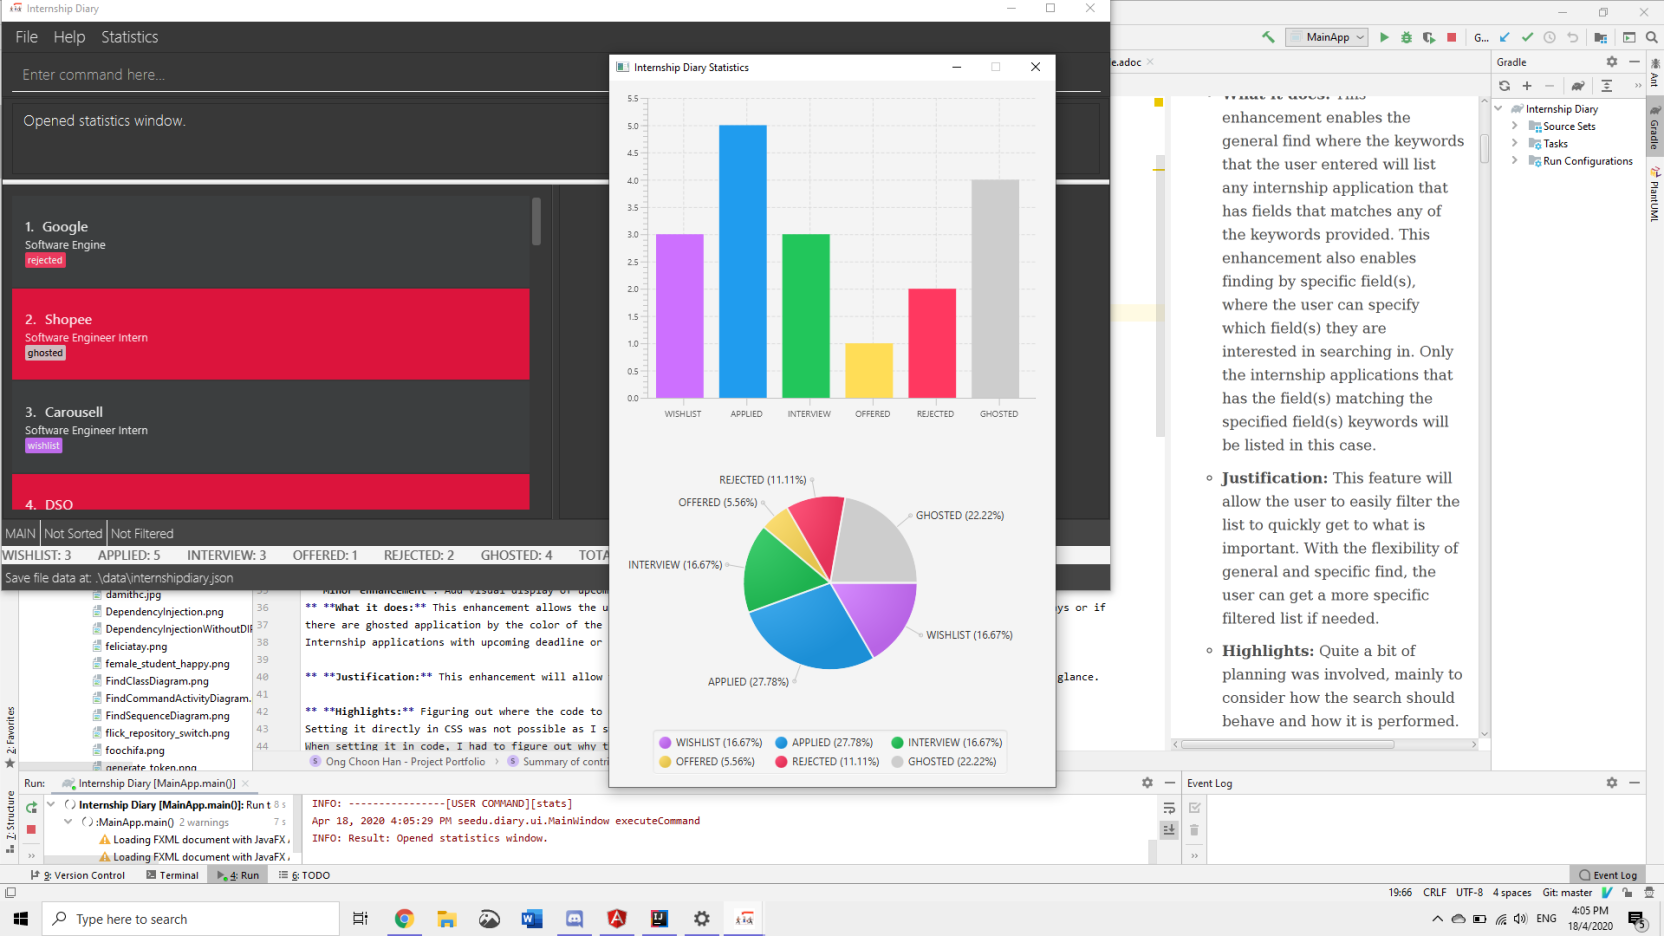 Internship Diary
File Help Statistics
Enter command here...
Opened statistics window.
1. Google
Software Engine
rejected
2. Shopee
Software Engineer Intern
ghosted
3. Carousell
Software Engineer Intern
wishlist
4. DSO
MAIN Not Sorted Not Filtered
WISHLIST: 3 APPLIED: 5 INTERVIEW: 3 OFFERED: 1 REJECTED: 2 GHOSTED: 4 TOTA
Save file data at: .\data\internshipdiary.json
Internship Diary Statistics
5.5
5.0
4.5
4.0
3.5
3.0
2.5
2.0
1.5
1.0
0.5
0.0
WISHLIST APPLIED INTERVIEW OFFERED REJECTED GHOSTED
REJECTED (11.11%)
OFFERED (5.56%)
GHOSTED (22.22%)
INTERVIEW (16.67%)
WISHLIST (16.67%)
APPLIED (27.78%)
WISHLIST (16.67%) APPLIED (27.78%) INTERVIEW (16.67%)
OFFERED (5.56%) REJECTED (11.11%) GHOSTED (22.22%)
MainApp
G...
e.adoc
What it does: This
enhancement enables the
general find where the keywords
that the user entered will list
any internship application that
has fields that matches any of
the keywords provided. This
enhancement also enables
finding by specific field(s),
where the user can specify
which field(s) they are
interested in searching in. Only
the internship applications that
has the field(s) matching the
specified field(s) keywords will
be listed in this case.
Justification: This feature will
allow the user to easily filter the
list to quickly get to what is
important. With the flexibility of
general and specific find, the
user can get a more specific
filtered list if needed.
Highlights: Quite a bit of
planning was involved, mainly to
consider how the search should
behave and how it is performed.
Gradle
Internship Diary
Source Sets
Tasks
Run Configurations
Ant
Gradle
PlantUML
damithc.jpg
DependencyInjection.png
DependencyInjectionWithoutDIF
feliciatay.png
female_student_happy.png
FindClassDiagram.png
FindCommandActivityDiagram.
FindSequenceDiagram.png
flick_repository_switch.png
foochifa.png
generate_token.png
36 ** **What it does:** This enhancement allows the u ys or if
37 there are ghosted application by the color of the
38 Internship applications with upcoming deadline or
39
40 ** **Justification:** This enhancement will allow glance.
41
42 ** **Highlights:** Figuring out where the code to
43 Setting it directly in CSS was not possible as I s
44 When setting it in code, I had to figure out why t
Ong Choon Han - Project Portfolio Summary of contri
2: Favorites
7: Structure
Run: Internship Diary [MainApp.main()]
Internship Diary [MainApp.main()]: Run t 8 s
:MainApp.main() 2 warnings 7 s
Loading FXML document with JavaFX
Loading FXML document with JavaFX
INFO: ----------------[USER COMMAND][stats]
Apr 18, 2020 4:05:29 PM seedu.diary.ui.MainWindow executeCommand
INFO: Result: Opened statistics window.
Event Log
9: Version Control Terminal 4: Run 6: TODO
Event Log
19:66 CRLF UTF-8 4 spaces Git: master
Type here to search
ENG
4:05 PM
18/4/2020
5